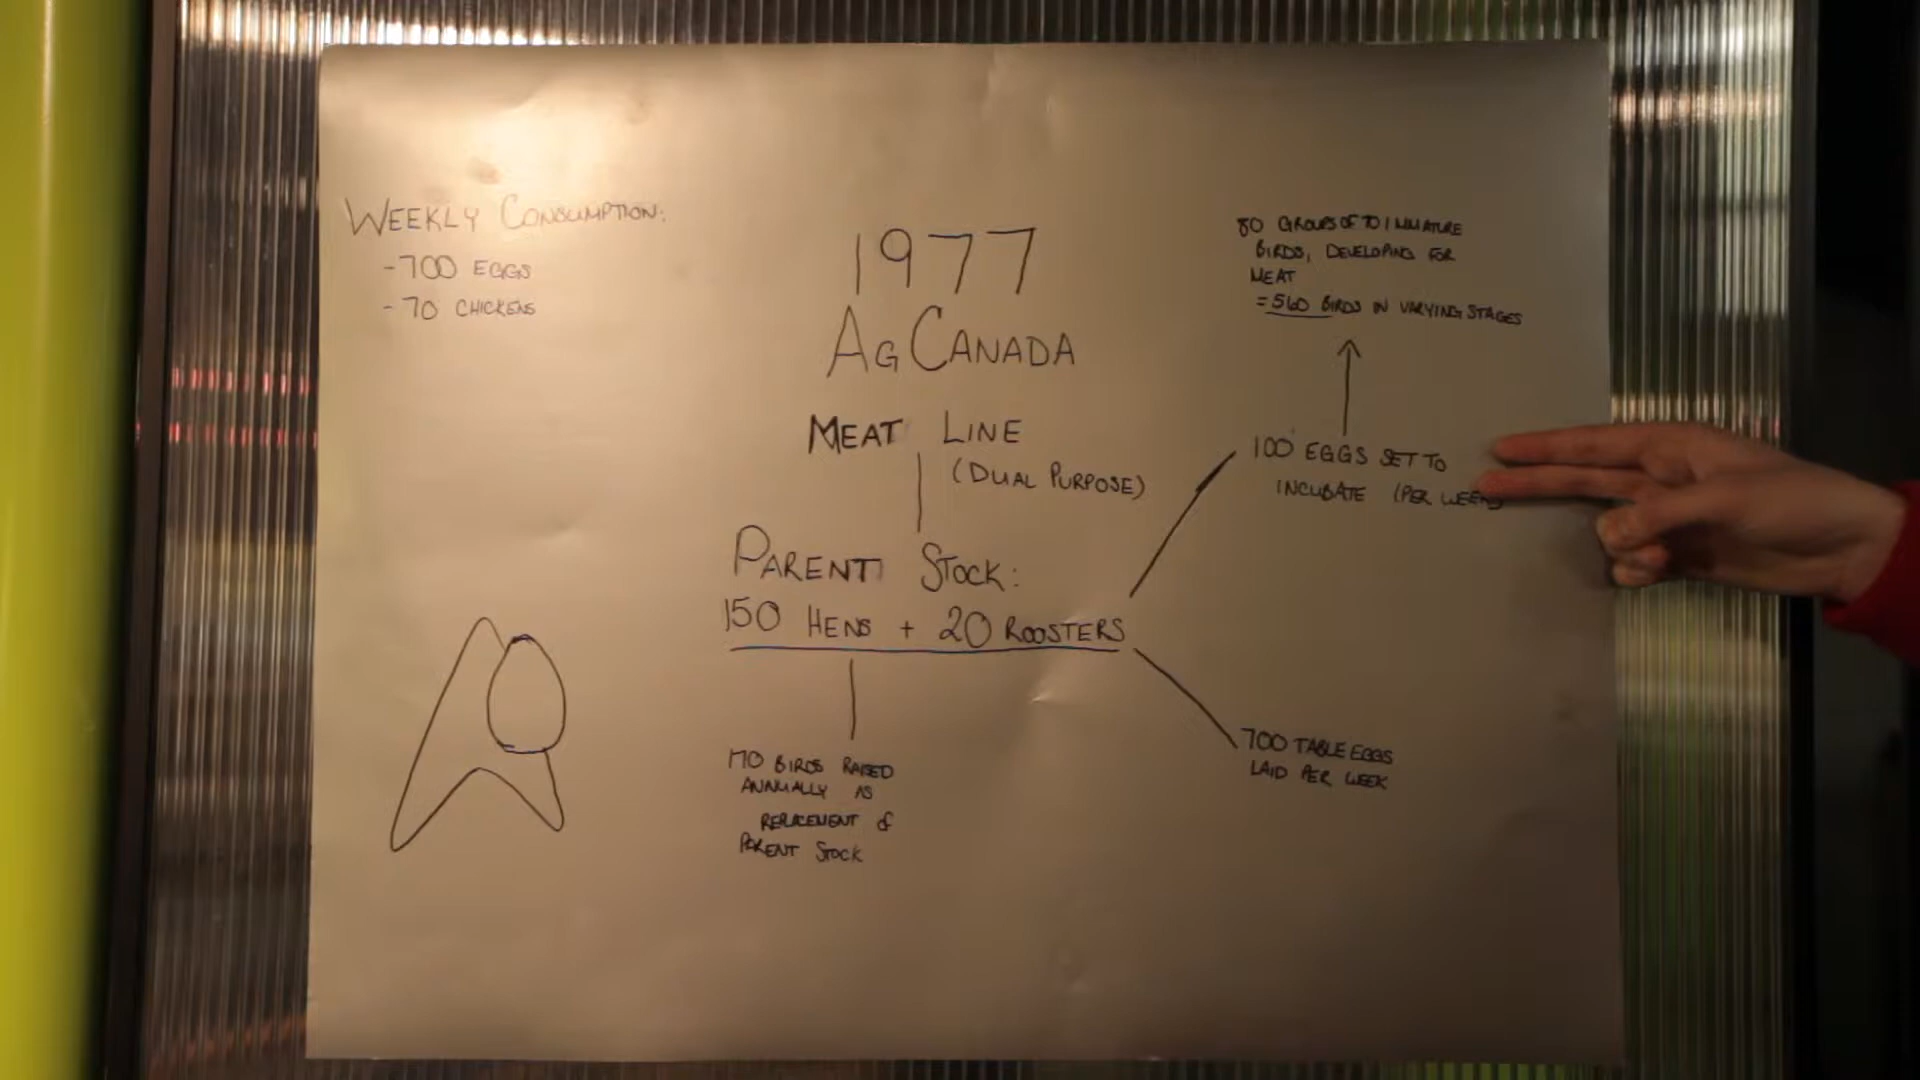 WEEKLY CONSUMPTION:
- 700 EGGS
- 70 CHICKENS
1977
AG CANADA
MEAT LINE
(DUAL PURPOSE)
PARENT STOCK:
150 HENS + 20 ROOSTERS
170 BIRDS RAISED
ANNUALLY AS
REPLACEMENT of
PARENT STOCK
80 GROUPS OF 70 IMMATURE
BIRDS, DEVELOPING FOR
MEAT
= 560 BIRDS IN VARYING STAGES
100 EGGS SET TO
INCUBATE (PER WEEK)
700 TABLE EGGS
LAID PER WEEK